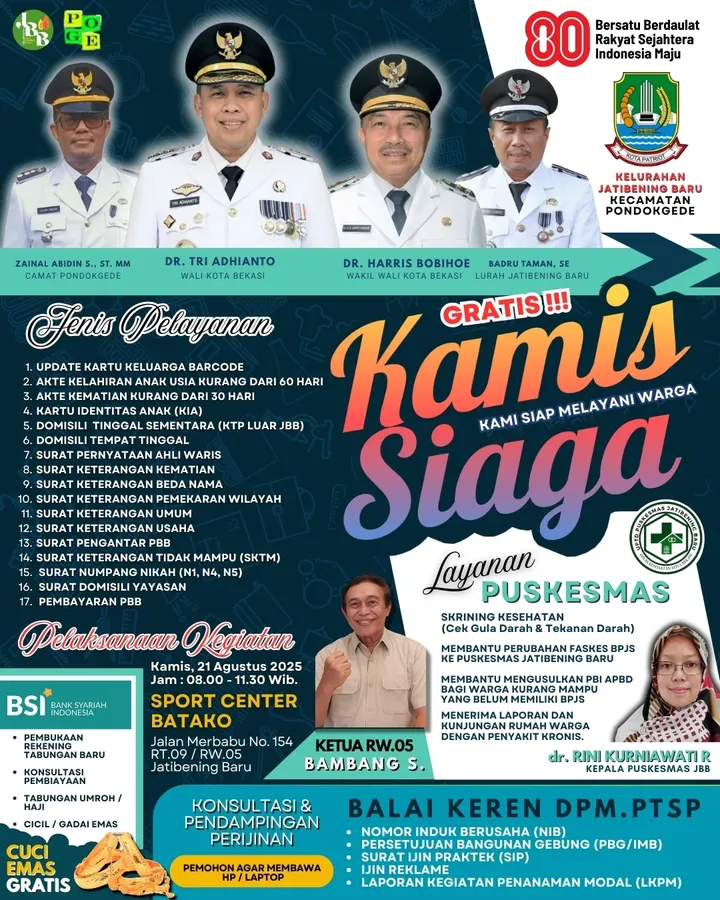 JBB
POGE
80
Bersatu Berdaulat
Rakyat Sejahtera
Indonesia Maju
KOTA PATRIOT
KELURAHAN
JATIBENING BARU
KECAMATAN
PONDOKGEDE
ZAINAL ABIDIN S., ST. MM
CAMAT PONDOKGEDE
DR. TRI ADHIANTO
WALI KOTA BEKASI
DR. HARRIS BOBIHOE
WAKIL WALI KOTA BEKASI
BADRU TAMAN, SE
LURAH JATIBENING BARU
Jenis Pelayanan
1. UPDATE KARTU KELUARGA BARCODE
2. AKTE KELAHIRAN ANAK USIA KURANG DARI 60 HARI
3. AKTE KEMATIAN KURANG DARI 30 HARI
4. KARTU IDENTITAS ANAK (KIA)
5. DOMISILI TINGGAL SEMENTARA (KTP LUAR JBB)
6. DOMISILI TEMPAT TINGGAL
7. SURAT PERNYATAAN AHLI WARIS
8. SURAT KETERANGAN KEMATIAN
9. SURAT KETERANGAN BEDA NAMA
10. SURAT KETERANGAN PEMEKARAN WILAYAH
11. SURAT KETERANGAN UMUM
12. SURAT KETERANGAN USAHA
13. SURAT PENGANTAR PBB
14. SURAT KETERANGAN TIDAK MAMPU (SKTM)
15. SURAT NUMPANG NIKAH (N1, N4, N5)
16. SURAT DOMISILI YAYASAN
17. PEMBAYARAN PBB
GRATIS !!!
Kamis
KAMI SIAP MELAYANI WARGA
Siaga
UPTD PUSKESMAS JATIBENING BARU
Layanan
PUSKESMAS
SKRINING KESEHATAN
(Cek Gula Darah & Tekanan Darah)
MEMBANTU PERUBAHAN FASKES BPJS
KE PUSKESMAS JATIBENING BARU
MEMBANTU MENGUSULKAN PBI APBD
BAGI WARGA KURANG MAMPU
YANG BELUM MEMILIKI BPJS
MENERIMA LAPORAN DAN
KUNJUNGAN RUMAH WARGA
DENGAN PENYAKIT KRONIS.
dr. RINI KURNIAWATI R
KEPALA PUSKESMAS JBB
Pelaksanaan Kegiatan
Kamis, 21 Agustus 2025
Jam : 08.00 - 11.30 Wib.
SPORT CENTER
BATAKO
Jalan Merbabu No. 154
RT.09 / RW.05
Jatibening Baru
KETUA RW.05
BAMBANG S.
BSI BANK SYARIAH
INDONESIA
• PEMBUKAAN
REKENING
TABUNGAN BARU
• KONSULTASI
PEMBIAYAAN
• TABUNGAN UMROH /
HAJI
• CICIL / GADAI EMAS
CUCI
EMAS
GRATIS
KONSULTASI &
PENDAMPINGAN
PERIJINAN
PEMOHON AGAR MEMBAWA
HP / LAPTOP
BALAI KEREN DPM.PTSP
• NOMOR INDUK BERUSAHA (NIB)
• PERSETUJUAN BANGUNAN GEBUNG (PBG/IMB)
• SURAT IJIN PRAKTEK (SIP)
• IJIN REKLAME
• LAPORAN KEGIATAN PENANAMAN MODAL (LKPM)